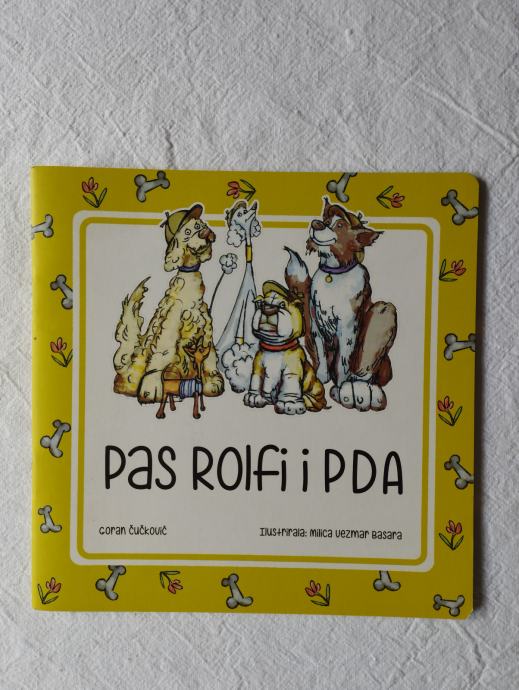 Pas Rolfi i PDA
Goran Čučković
Ilustrirala: Milica Vezmar Basara